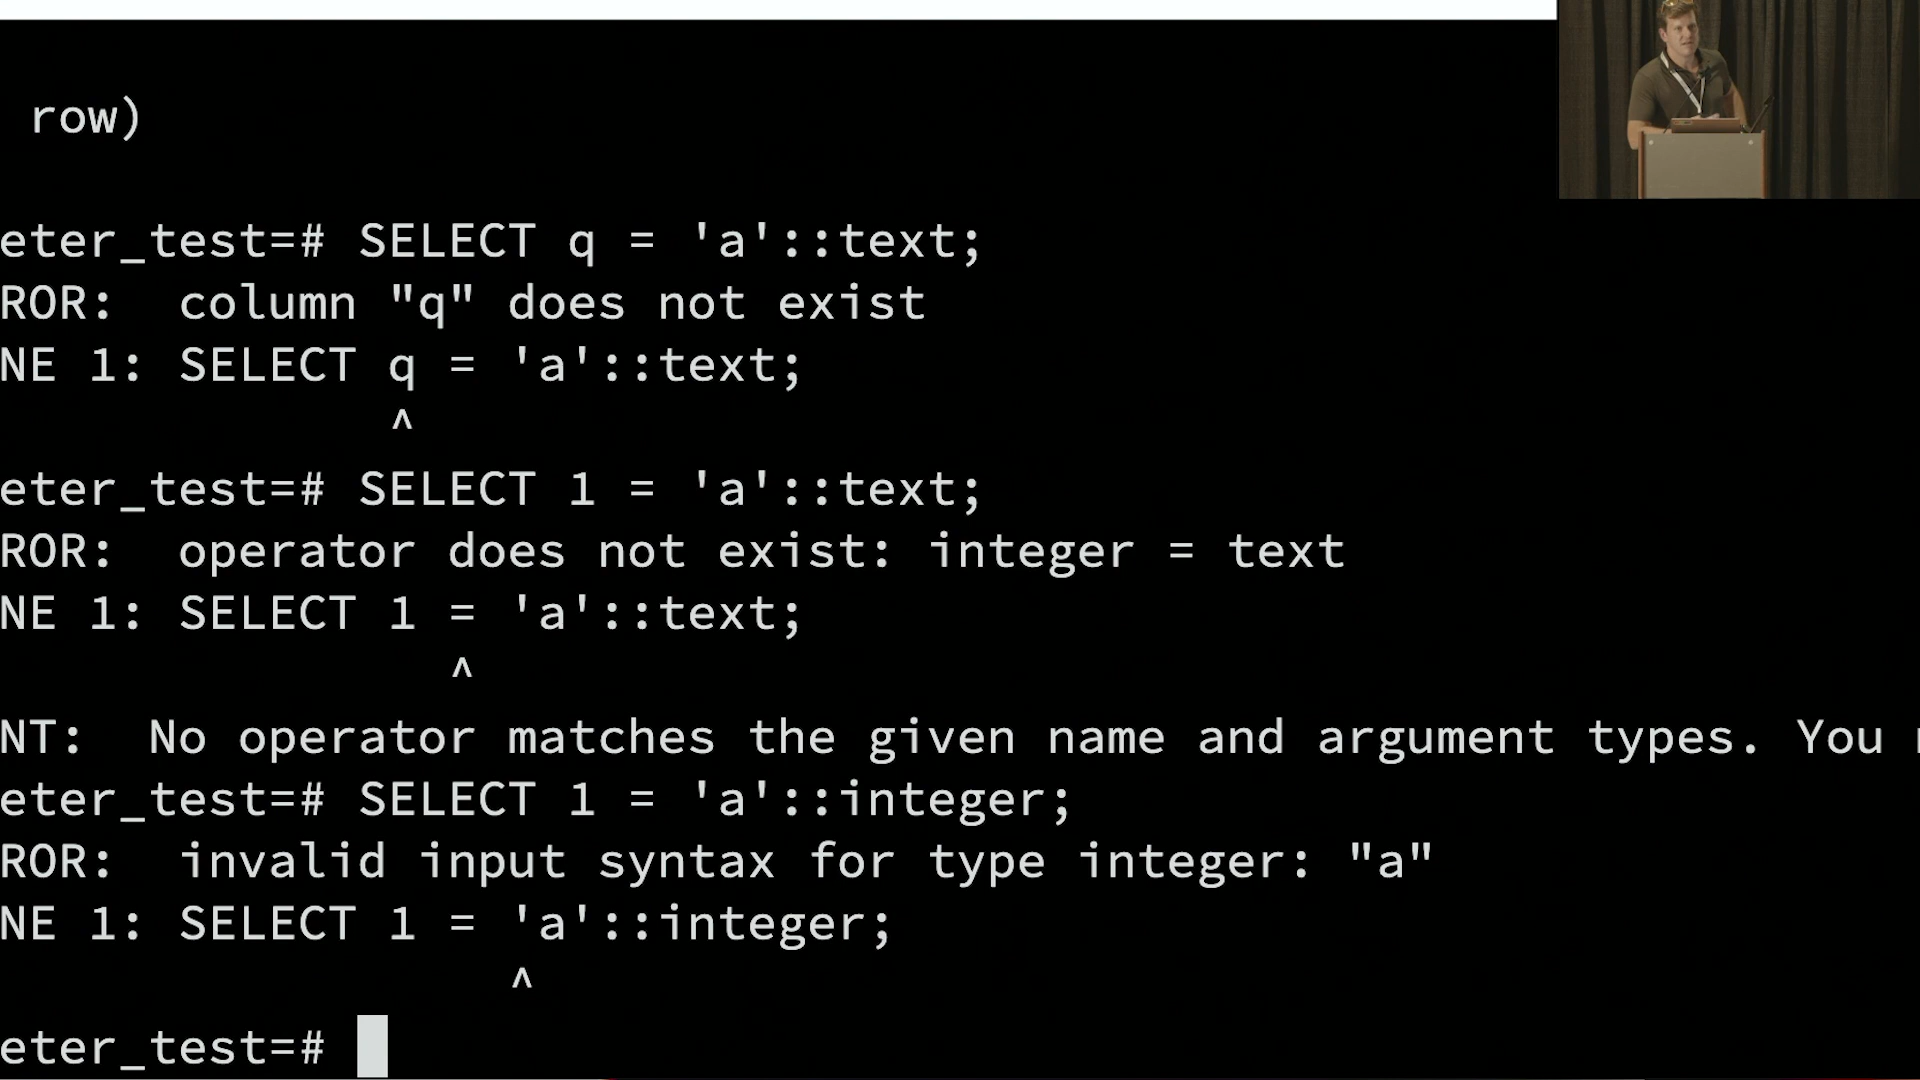 row)
eter_test=# SELECT q = 'a'::text;
ROR:  column "q" does not exist
NE 1: SELECT q = 'a'::text;
^
eter_test=# SELECT 1 = 'a'::text;
ROR:  operator does not exist: integer = text
NE 1: SELECT 1 = 'a'::text;
^
NT:  No operator matches the given name and argument types. You
eter_test=# SELECT 1 = 'a'::integer;
ROR:  invalid input syntax for type integer: "a"
NE 1: SELECT 1 = 'a'::integer;
^
eter_test=#